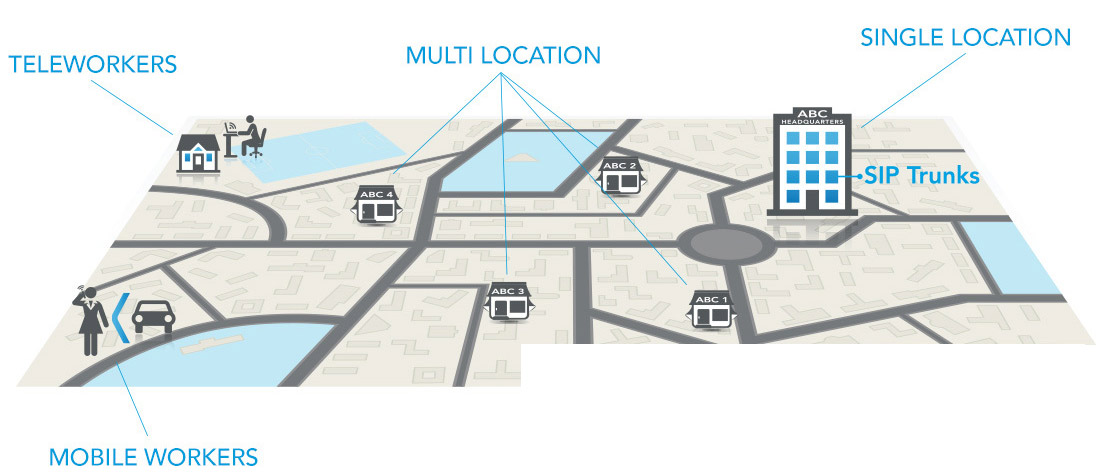 SINGLE LOCATION
MULTI LOCATION
TELEWORKERS
ABC
HEADQUARTERS
ABC 2
SIP Trunks
ABC 4
ABC 3
ABC 1
MOBILE WORKERS